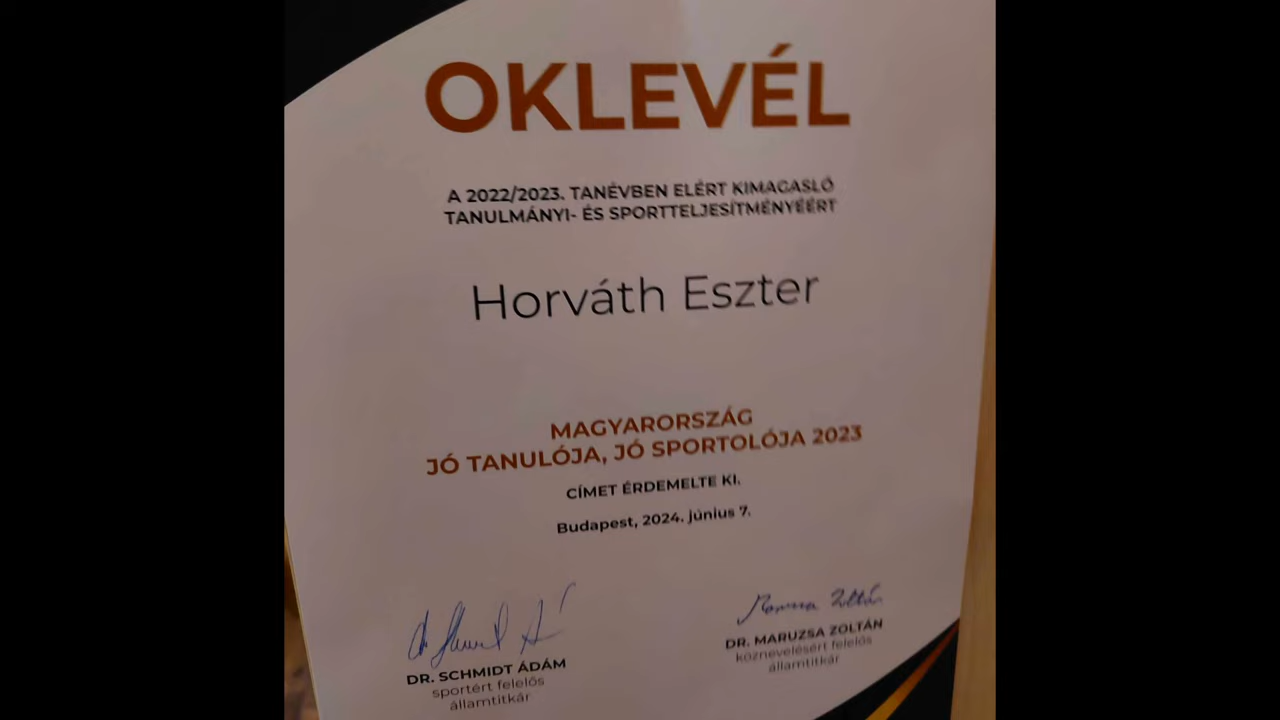 OKLEVÉL
A 2022/2023. TANÉVBEN ELÉRT KIMAGASLÓ
TANULMÁNYI- ÉS SPORTTELJESÍTMÉNYÉÉRT
Horváth Eszter
MAGYARORSZÁG
JÓ TANULÓJA, JÓ SPORTOLÓJA 2023
CÍMET ÉRDEMELTE KI.
Budapest, 2024. június 7.
DR. SCHMIDT ÁDÁM
sportért felelős
államtitkár
DR. MARUZSA ZOLTÁN
köznevelésért felelős
államtitkár